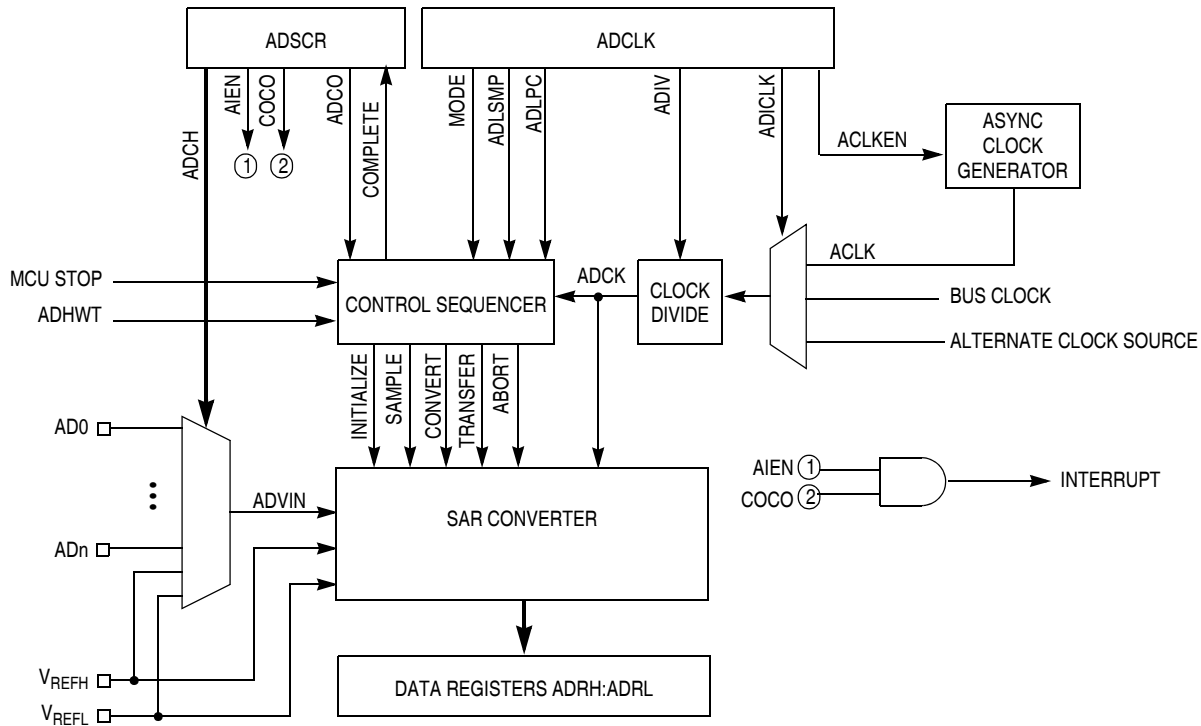 ADSCR
ADCLK
ADCH
AIEN
COCO
ADCO
COMPLETE
MODE
ADLSMP
ADLPC
ADIV
ADICLK
ACLKEN
ASYNC
CLOCK
GENERATOR
1
2
MCU STOP
ADHWT
CONTROL SEQUENCER
ADCK
CLOCK
DIVIDE
ACLK
BUS CLOCK
ALTERNATE CLOCK SOURCE
INITIALIZE
SAMPLE
CONVERT
TRANSFER
ABORT
AD0
•••
ADn
ADVIN
SAR CONVERTER
AIEN 1
COCO 2
INTERRUPT
VREFH
VREFL
DATA REGISTERS ADRH:ADRL